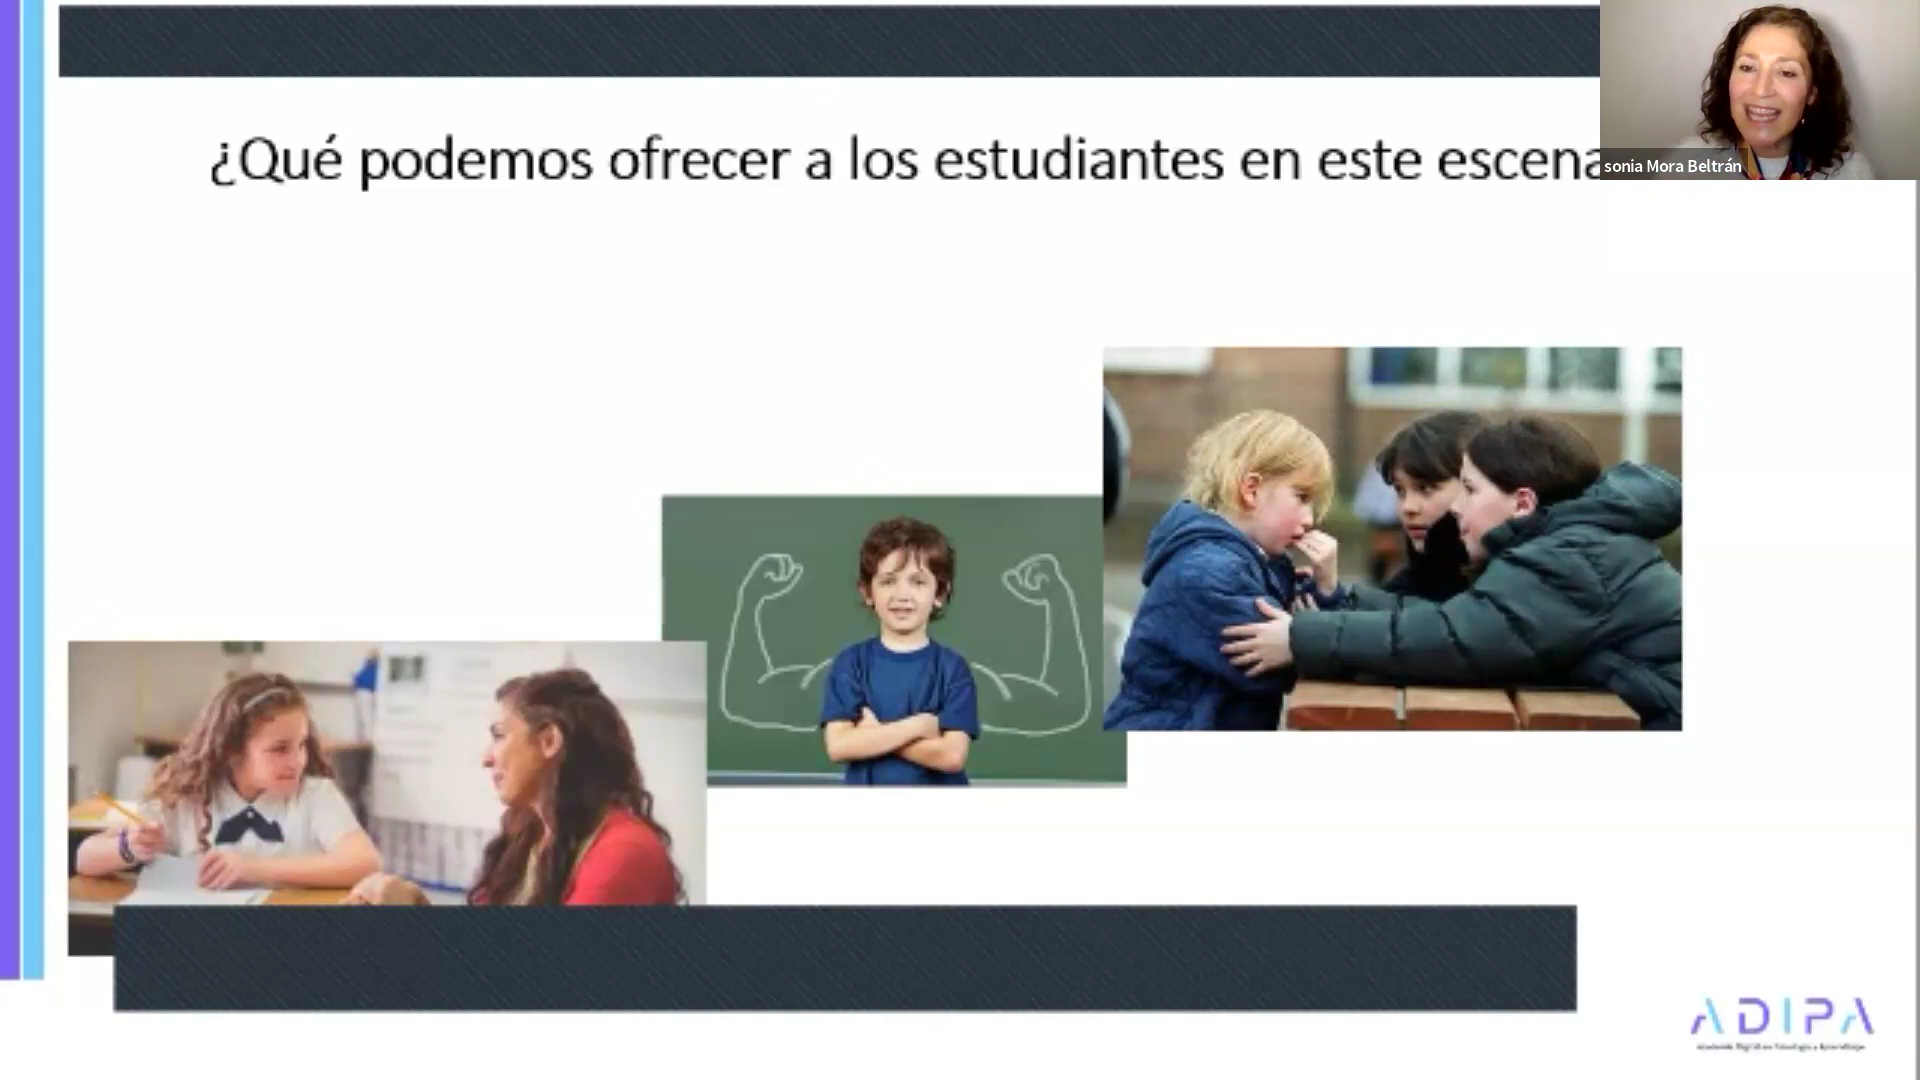 ¿Qué podemos ofrecer a los estudiantes en este escena
sonia Mora Beltrán
ADIPA